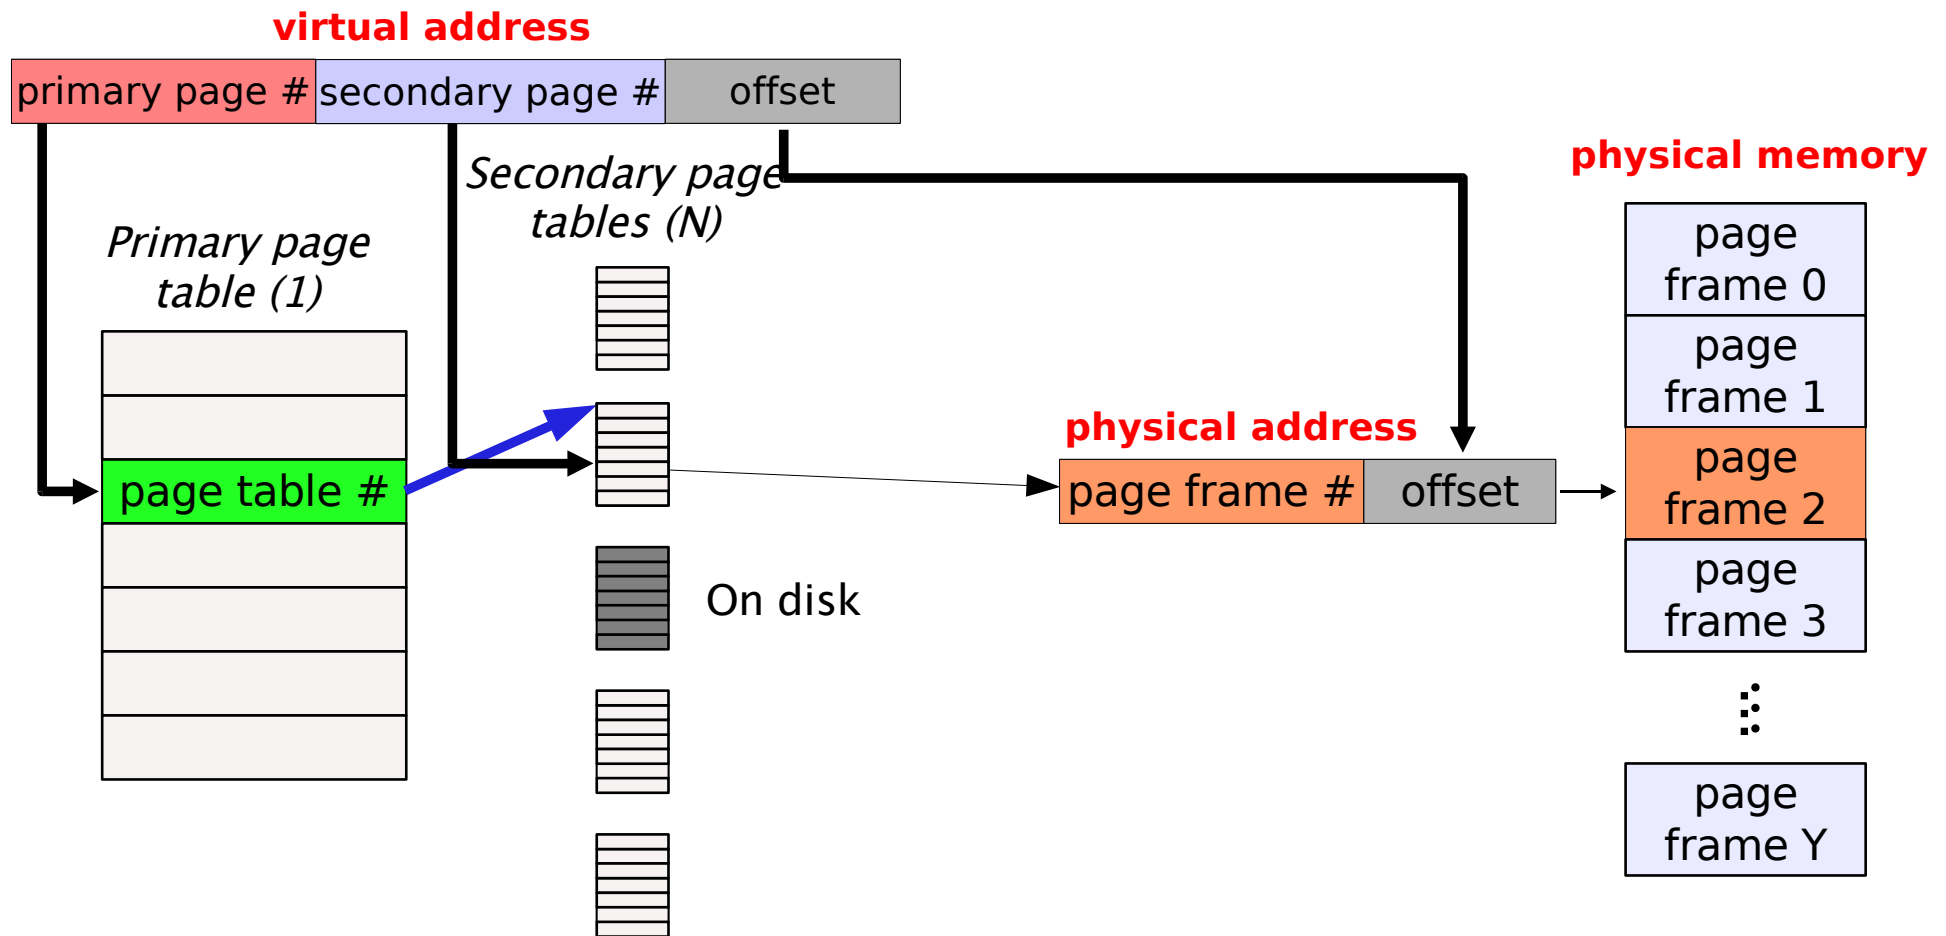 virtual address
primary page #
secondary page #
offset
Secondary page
tables (N)
Primary page
table (1)
page table #
On disk
physical address
page frame #
offset
physical memory
page
frame 0
page
frame 1
page
frame 2
page
frame 3
page
frame Y